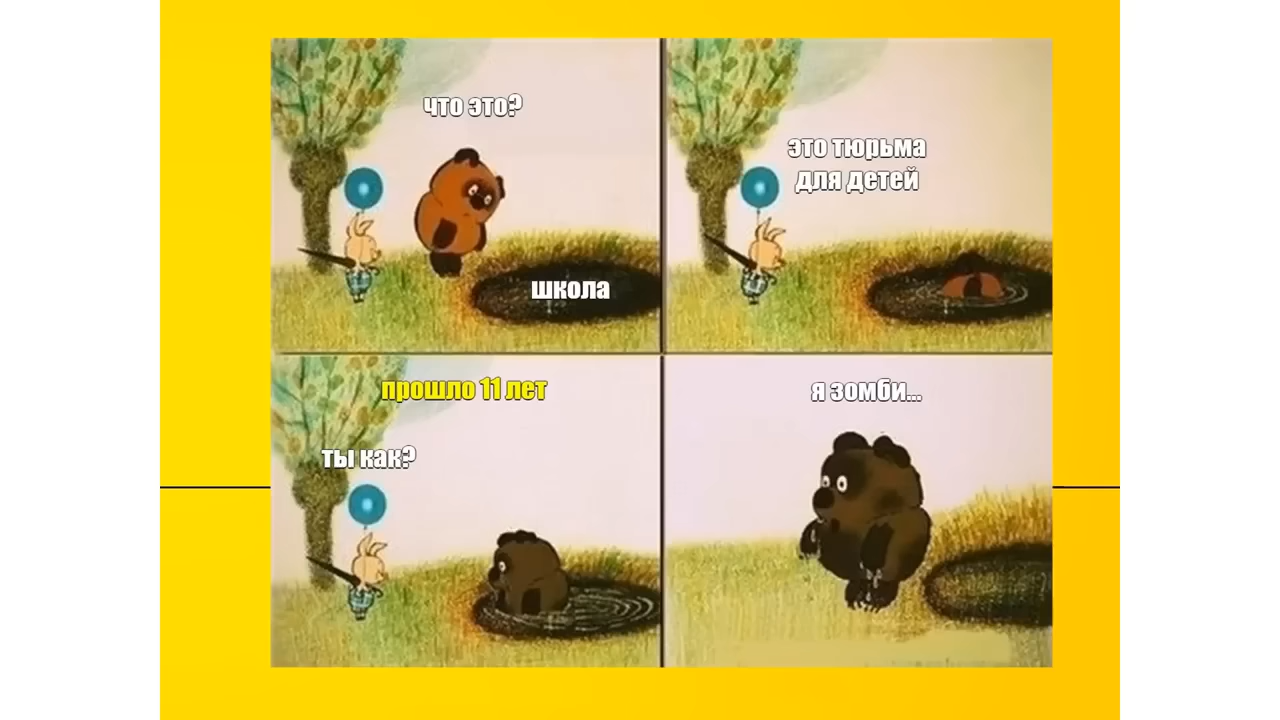 что это?
школа
это тюрьма
для детей
прошло 11 лет
ты как?
я зомби...